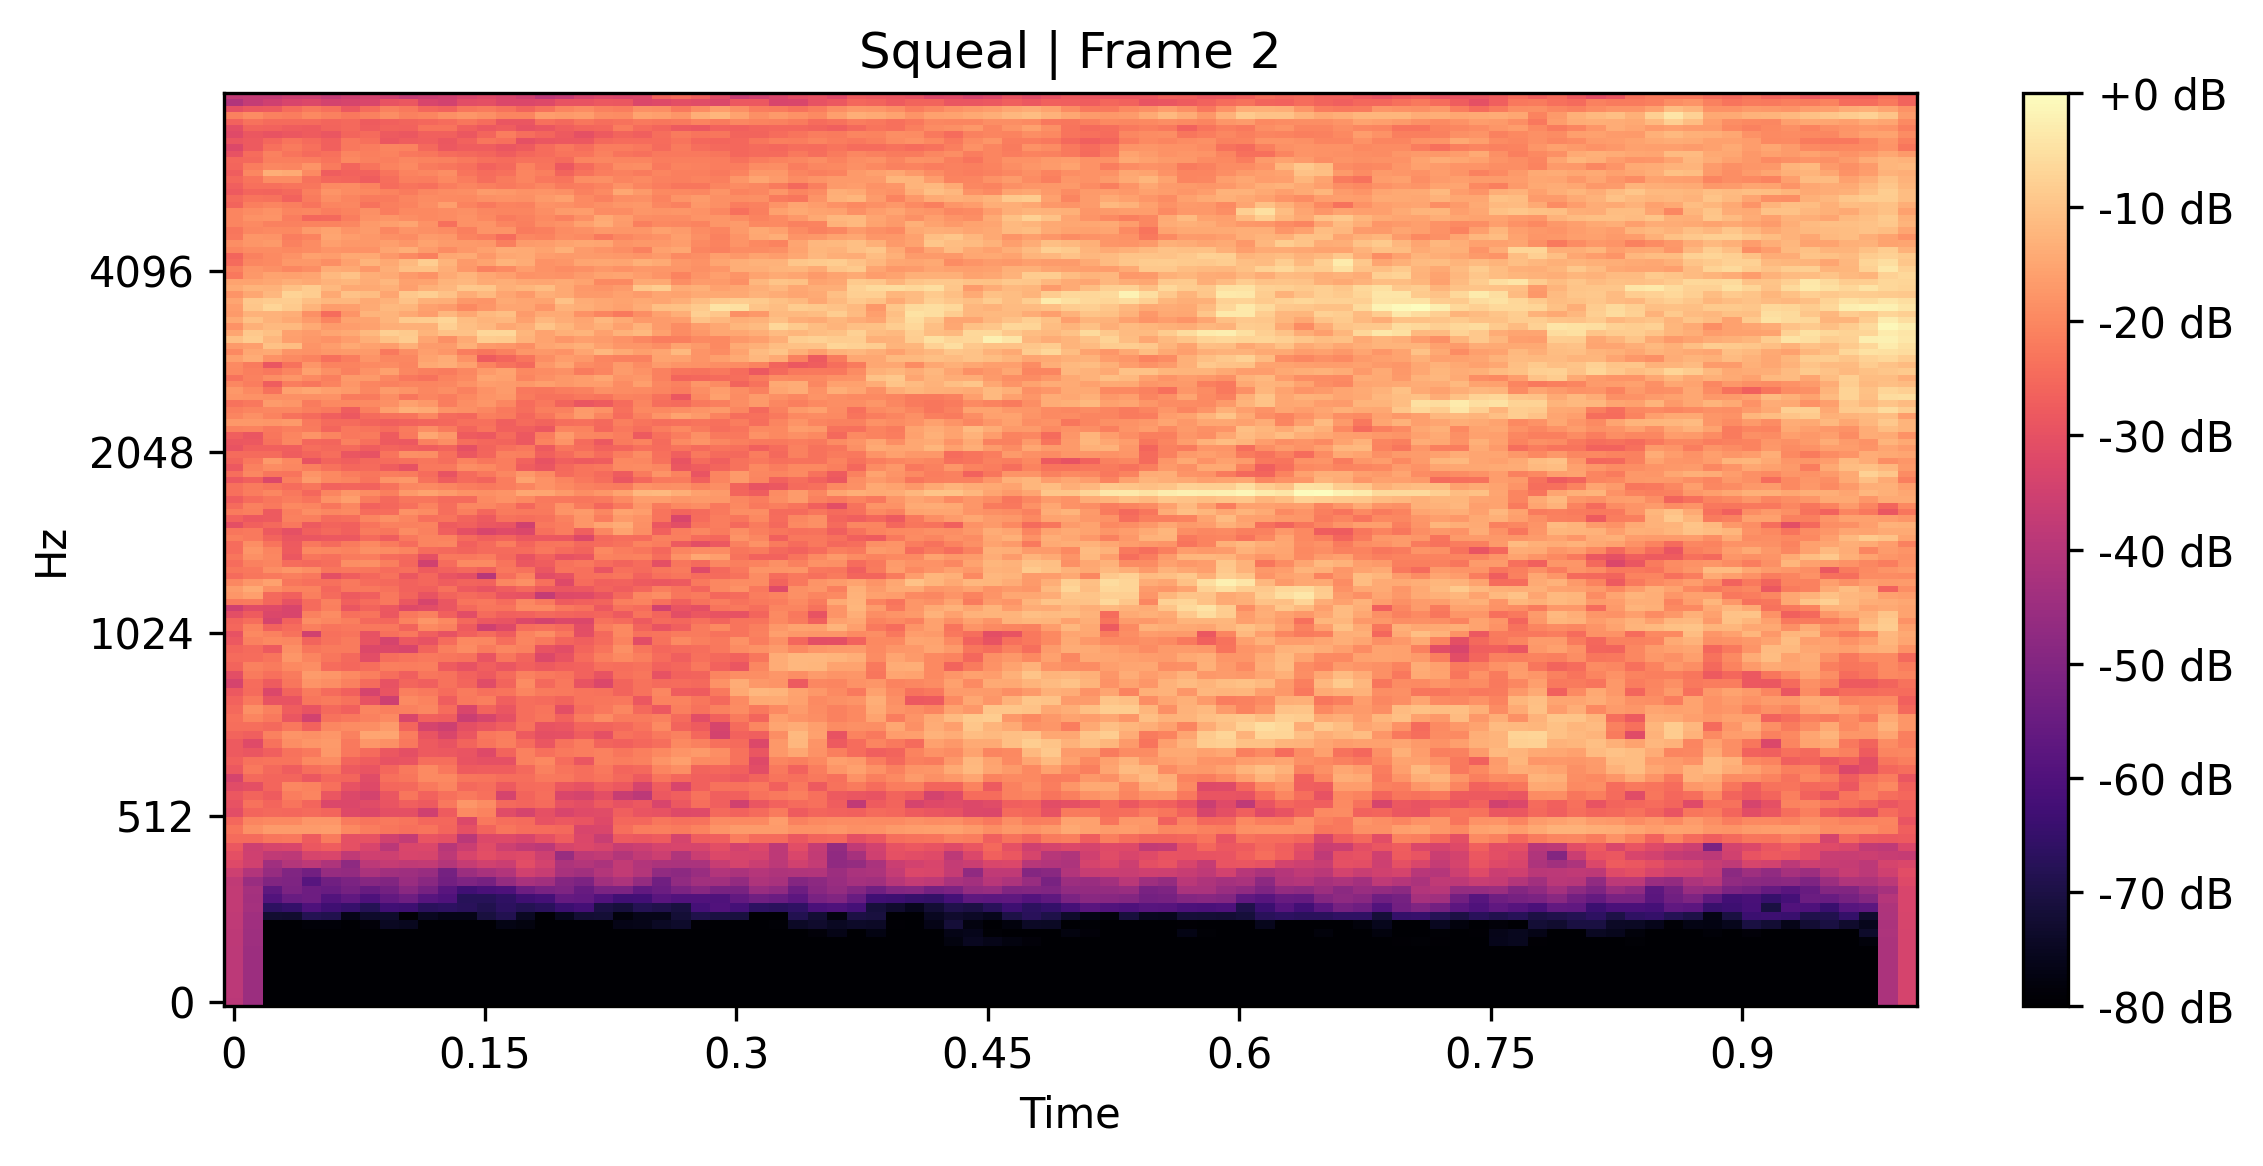 Squeal | Frame 2
+0 dB
-10 dB
-20 dB
-30 dB
-40 dB
-50 dB
-60 dB
-70 dB
-80 dB
Hz
4096
2048
1024
512
0
0 0.15 0.3 0.45 0.6 0.75 0.9
Time